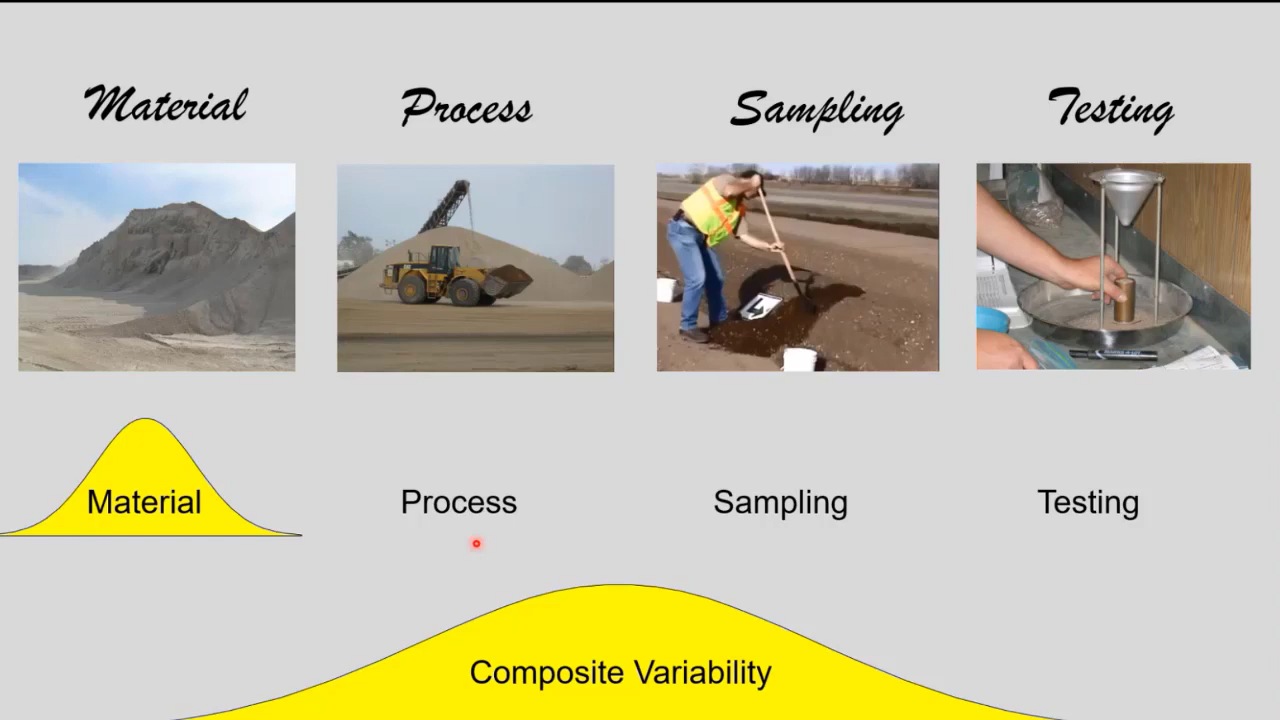 Material
Process
Sampling
Testing
Material
Process
Sampling
Testing
Composite Variability